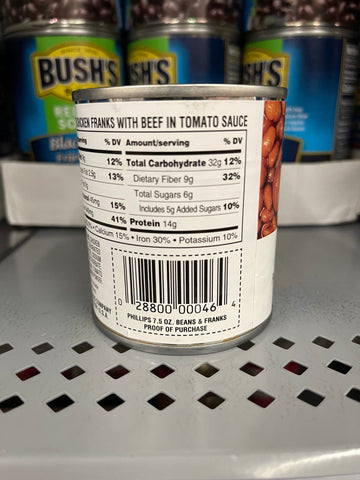 BUSH'S
BUSH'S
BUSH'S
CHICKEN FRANKS WITH BEEF IN TOMATO SAUCE
% DV Amount/serving % DV
12% Total Carbohydrate 32g 12%
13% Dietary Fiber 9g 32%
Total Sugars 6g
15% Includes 5g Added Sugars 10%
41% Protein 14g
Calcium 15% • Iron 30% • Potassium 10%
0 28800 00046 4
PHILLIPS 7.5 OZ. BEANS & FRANKS
PROOF OF PURCHASE